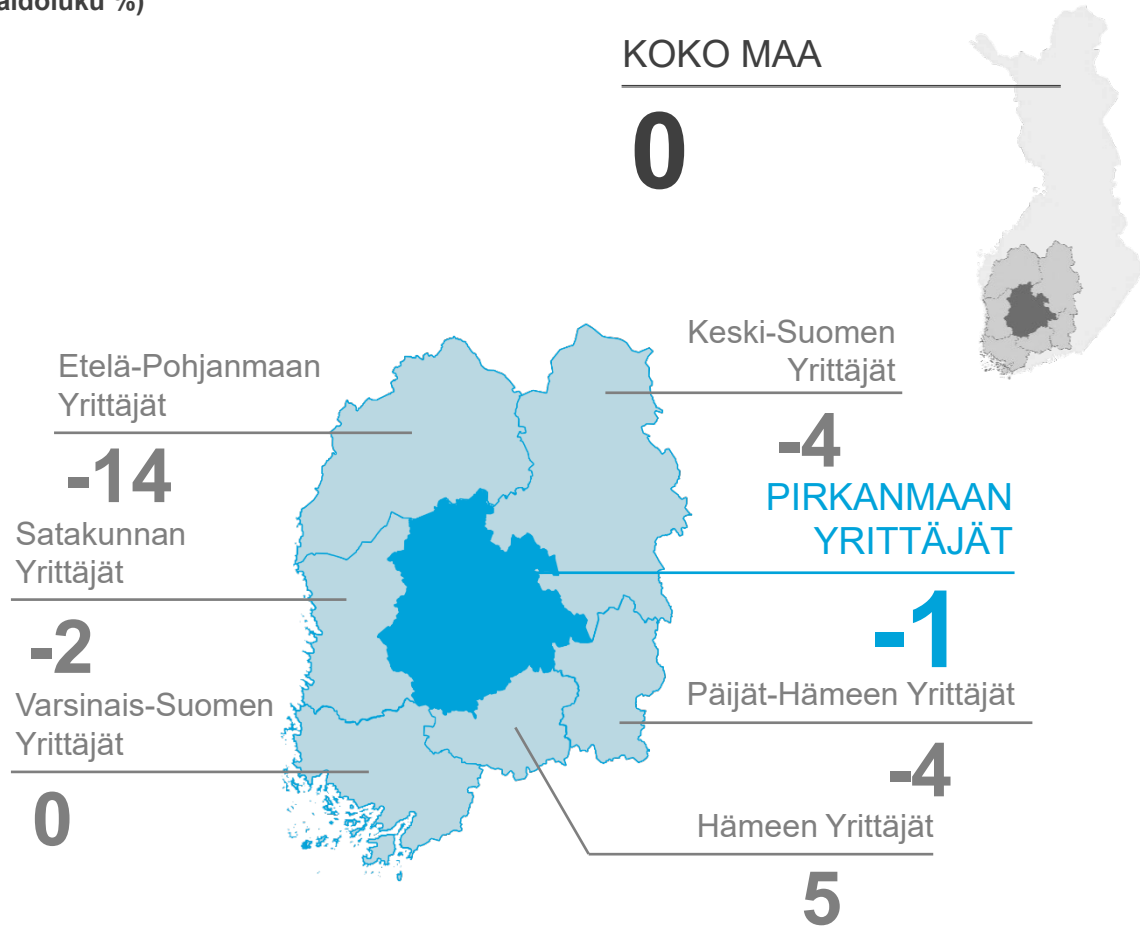 KOKO MAA
0
Keski-Suomen
Yrittäjät
-4
Etelä-Pohjanmaan
Yrittäjät
-14
PIRKANMAAN
YRITTÄJÄT
-1
Satakunnan
Yrittäjät
-2
Päijät-Hämeen Yrittäjät
-4
Varsinais-Suomen
Yrittäjät
0
Hämeen Yrittäjät
5